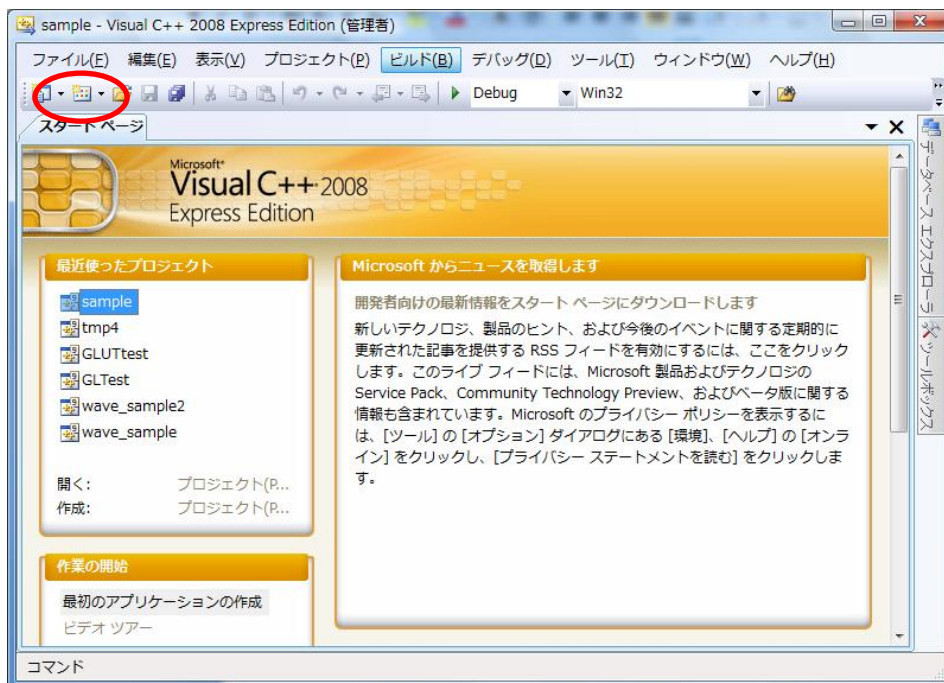 sample - Visual C++ 2008 Express Edition (管理者)
ファイル(F) 編集(E) 表示(V) プロジェクト(P) ビルド(B) デバッグ(D) ツール(T) ウィンドウ(W) ヘルプ(H)
Debug Win32
スタート ページ
Microsoft
Visual C++ 2008
Express Edition
最近使ったプロジェクト
sample
tmp4
GLUTtest
GLTest
wave_sample2
wave_sample
開く: プロジェクト(P...
作成: プロジェクト(P...
作業の開始
最初のアプリケーションの作成
ビデオ ツアー
Microsoft からニュースを取得します
開発者向けの最新情報をスタート ページにダウンロードします
新しいテクノロジ、製品のヒント、および今後のイベントに関する定期的に
更新された記事を提供する RSS フィードを有効にするには、ここをクリック
します。このライブ フィードには、Microsoft 製品およびテクノロジの
Service Pack、Community Technology Preview、およびベータ版に関する
情報も含まれています。Microsoft のプライバシー ポリシーを表示するに
は、[ツール] の [オプション] ダイアログにある [環境]、[ヘルプ] の [オンラ
イン] をクリックし、[プライバシー ステートメントを読む] をクリックしま
す。
データベース エクスプローラ
ツールボックス
コマンド